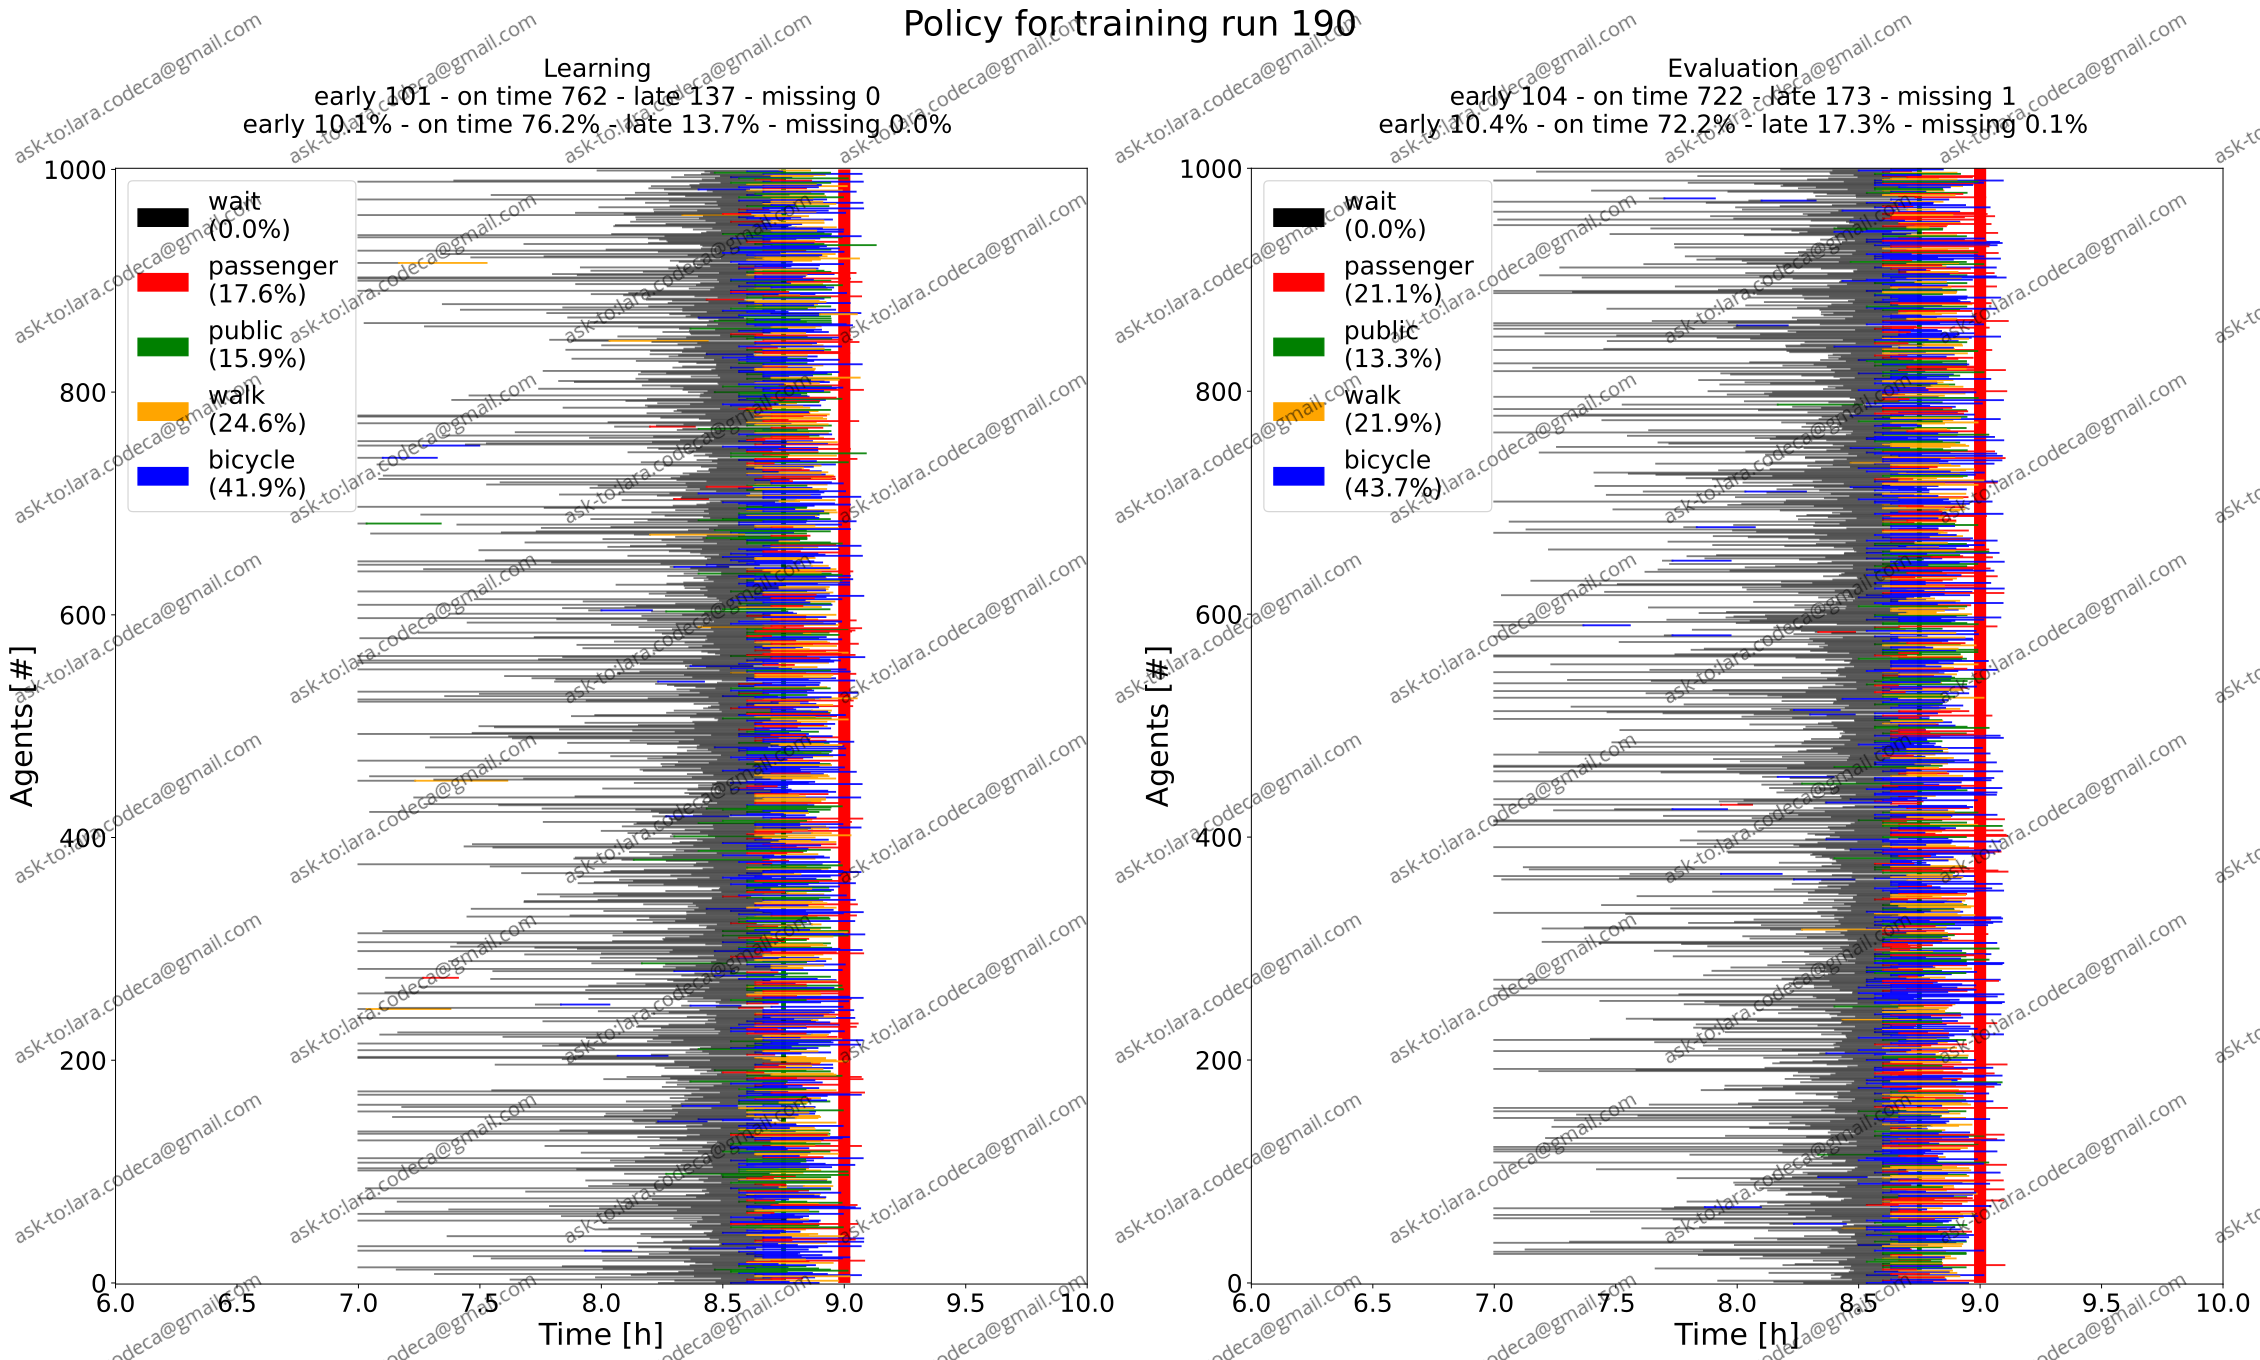 Policy for training run 190
Learning
early 101 - on time 762 - late 137 - missing 0
early 10.1% - on time 76.2% - late 13.7% - missing 0.0%
1000
800
600
400
200
0
Agents [#]
wait
(0.0%)
passenger
(17.6%)
public
(15.9%)
walk
(24.6%)
bicycle
(41.9%)
6.0 6.5 7.0 7.5 8.0 8.5 9.0 9.5 10.0
Time [h]
Evaluation
early 104 - on time 722 - late 173 - missing 1
early 10.4% - on time 72.2% - late 17.3% - missing 0.1%
1000
800
600
400
200
0
Agents [#]
wait
(0.0%)
passenger
(21.1%)
public
(13.3%)
walk
(21.9%)
bicycle
(43.7%)
6.0 6.5 7.0 7.5 8.0 8.5 9.0 9.5 10.0
Time [h]
ask-to:lara.codeca@gmail.com